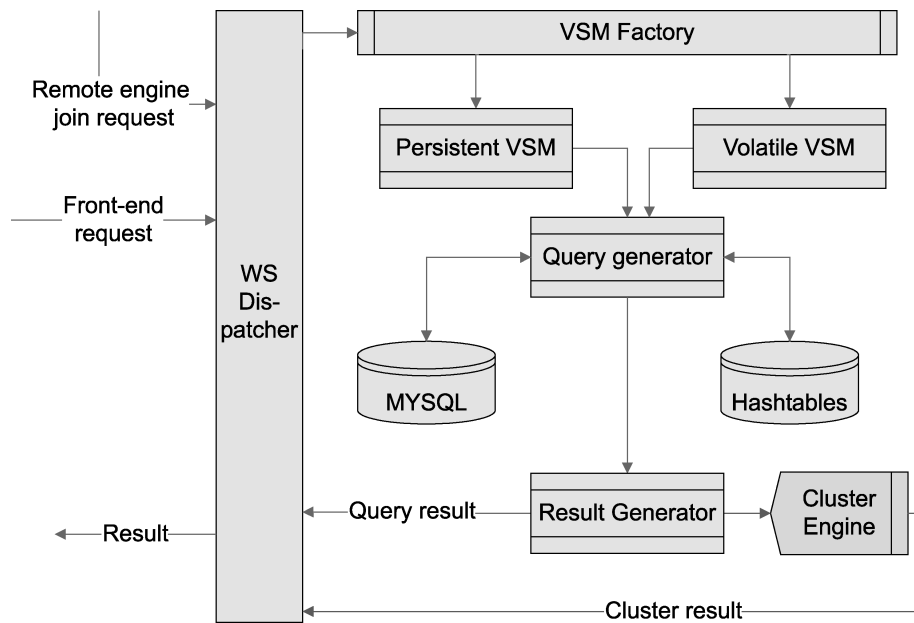 VSM Factory
Remote engine
join request
Persistent VSM
Volatile VSM
Front-end
request
Query generator
WS
Dis-
patcher
MYSQL
Hashtables
Query result
Result Generator
Cluster
Engine
Result
Cluster result